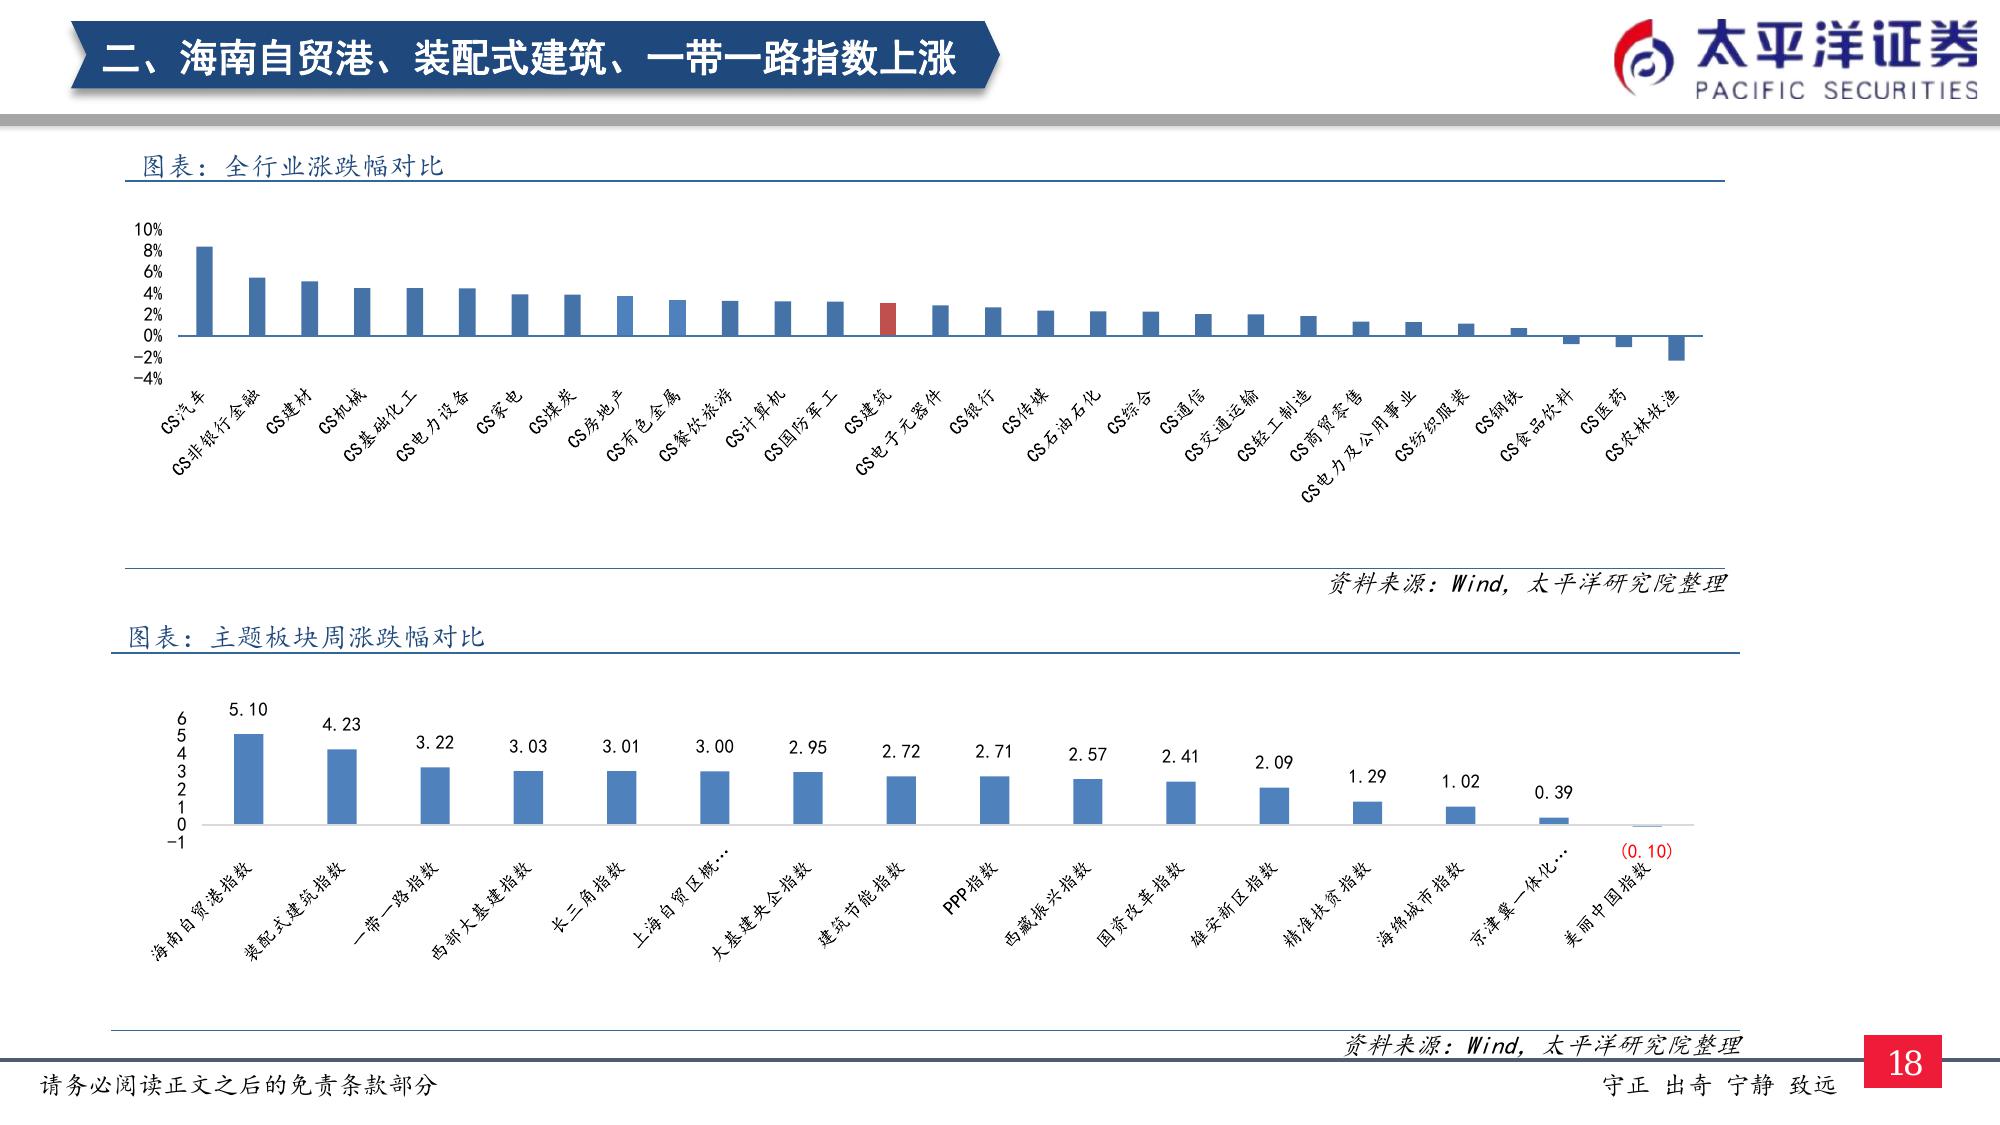 二、海南自贸港、装配式建筑、一带一路指数上涨
太平洋证券
PACIFIC SECURITIES
图表：全行业涨跌幅对比
10%
8%
6%
4%
2%
0%
-2%
-4%
CS汽车
CS非银行金融
CS建材
CS机械
CS基础化工
CS电力设备
CS家电
CS煤炭
CS房地产
CS有色金属
CS餐饮旅游
CS计算机
CS国防军工
CS建筑
CS电子元器件
CS银行
CS传媒
CS石油石化
CS综合
CS通信
CS交通运输
CS轻工制造
CS商贸零售
CS电力及公用事业
CS纺织服装
CS钢铁
CS食品饮料
CS医药
CS农林牧渔
资料来源：Wind，太平洋研究院整理
图表：主题板块周涨跌幅对比
6
5
4
3
2
1
0
-1
5.10
4.23
3.22
3.03
3.01
3.00
2.95
2.72
2.71
2.57
2.41
2.09
1.29
1.02
0.39
(0.10)
海南自贸港指数
装配式建筑指数
一带一路指数
西部大基建指数
长三角指数
上海自贸区概…
大基建央企指数
建筑节能指数
PPP指数
西藏振兴指数
国资改革指数
雄安新区指数
精准扶贫指数
海绵城市指数
京津冀一体化…
美丽中国指数
资料来源：Wind，太平洋研究院整理
请务必阅读正文之后的免责条款部分
守正 出奇 宁静 致远
18